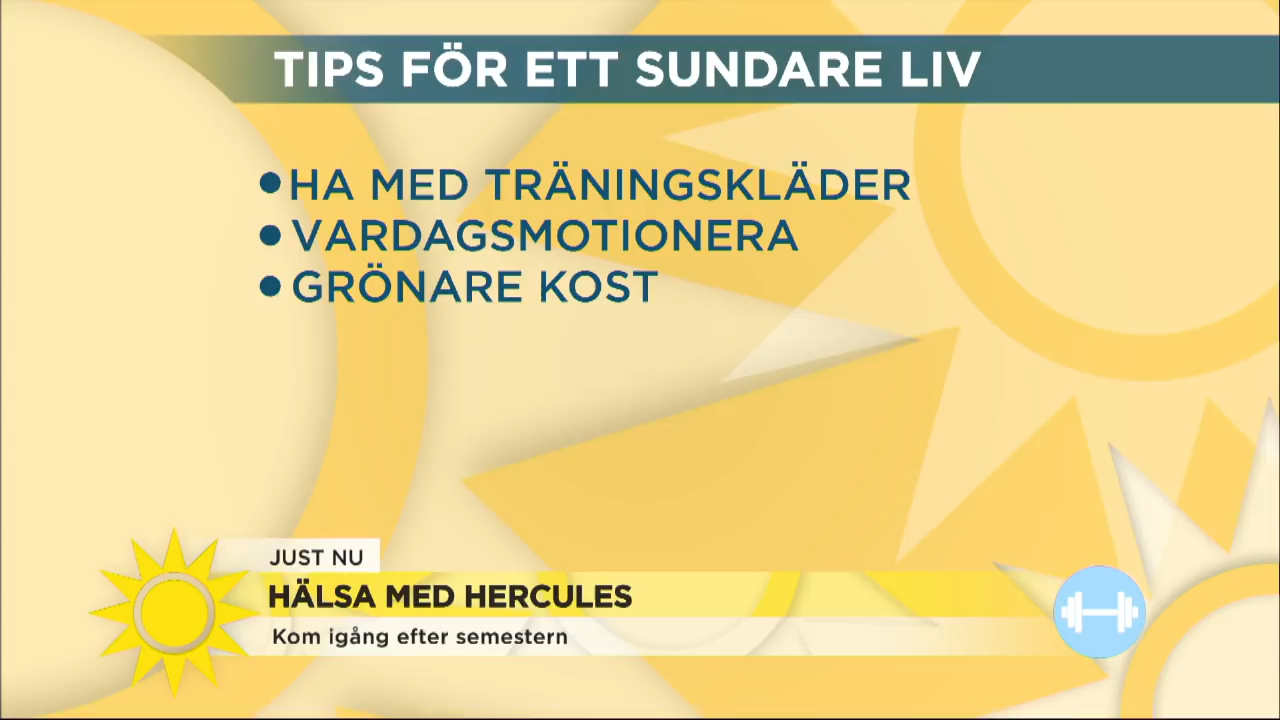 TIPS FÖR ETT SUNDARE LIV
• HA MED TRÄNINGSKLÄDER
• VARDAGSMOTIONERA
• GRÖNARE KOST
JUST NU
HÄLSA MED HERCULES
Kom igång efter semestern